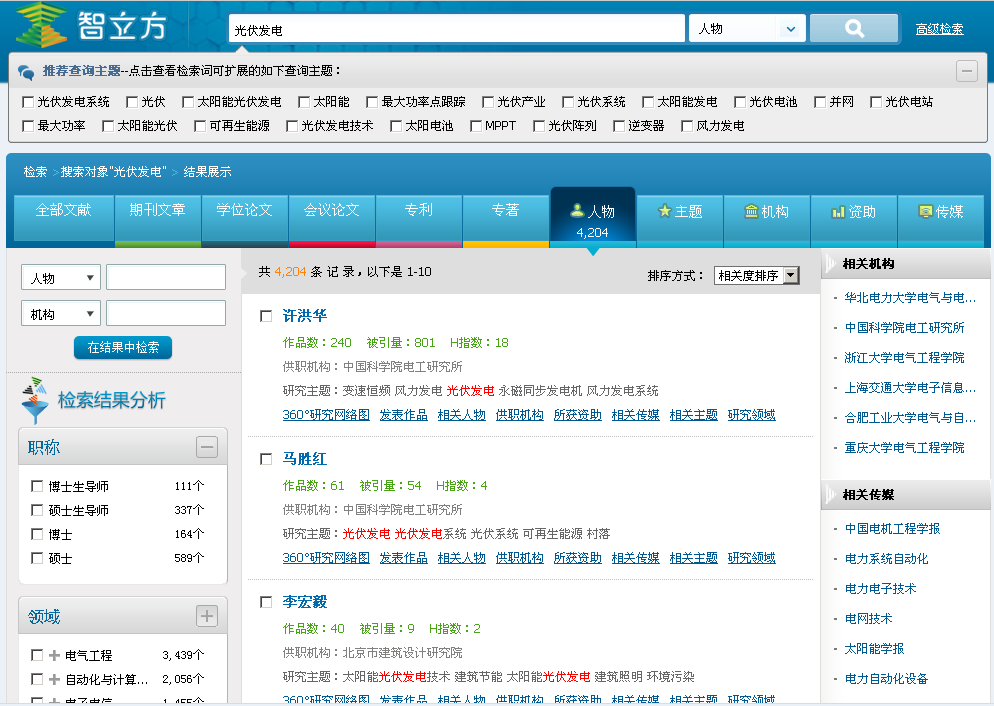 智立方
光伏发电 人物 高级检索
推荐查询主题--点击查看检索词可扩展的如下查询主题：
光伏发电系统 光伏 太阳能光伏发电 太阳能 最大功率点跟踪 光伏产业 光伏系统 太阳能发电 光伏电池 并网 光伏电站
最大功率 太阳能光伏 可再生能源 光伏发电技术 太阳电池 MPPT 光伏阵列 逆变器 风力发电
检索 > 搜索对象"光伏发电" > 结果展示
全部文献 期刊文章 学位论文 会议论文 专利 专著 人物 主题 机构 资助 传媒
4,204
人物
机构
在结果中检索
检索结果分析
职称
博士生导师 111个
硕士生导师 337个
博士 164个
硕士 589个
领域
电气工程 3,439个
自动化与计算... 2,056个
电子电信 1,455个
共 4,204 条 记 录，以下是 1-10
排序方式： 相关度排序
许洪华
作品数：240 被引量：801 H指数：18
供职机构：中国科学院电工研究所
研究主题：变速恒频 风力发电 光伏发电 永磁同步发电机 风力发电系统
360°研究网络图 发表作品 相关人物 供职机构 所获资助 相关传媒 相关主题 研究领域
马胜红
作品数：61 被引量：54 H指数：4
供职机构：中国科学院电工研究所
研究主题：光伏发电 光伏发电系统 光伏系统 可再生能源 村落
360°研究网络图 发表作品 相关人物 供职机构 所获资助 相关传媒 相关主题 研究领域
李宏毅
作品数：40 被引量：9 H指数：2
供职机构：北京市建筑设计研究院
研究主题：太阳能光伏发电技术 建筑节能 太阳能光伏发电 建筑照明 环境污染
360°研究网络图 发表作品 相关人物 供职机构 所获资助 相关传媒 相关主题 研究领域
相关机构
- 华北电力大学电气与电...
- 中国科学院电工研究所
- 浙江大学电气工程学院
- 上海交通大学电子信息...
- 合肥工业大学电气与自...
- 重庆大学电气工程学院
相关传媒
- 中国电机工程学报
- 电力系统自动化
- 电力电子技术
- 电网技术
- 太阳能学报
- 电力自动化设备